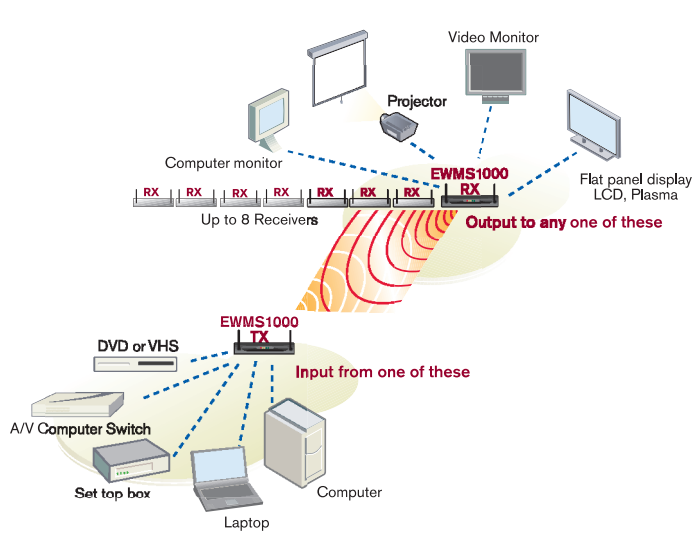 Video Monitor
Projector
Computer monitor
EWMS1000
RX
RX RX RX RX RX RX RX
Flat panel display
LCD, Plasma
Up to 8 Receivers
Output to any one of these
EWMS1000
TX
DVD or VHS
Input from one of these
A/V Computer Switch
Set top box
Computer
Laptop